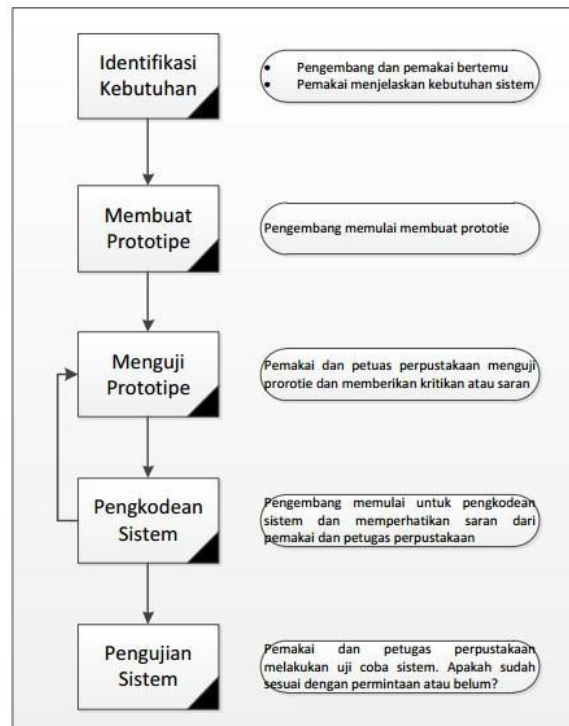 Identifikasi
Kebutuhan
• Pengembang dan pemakai bertemu
• Pemakai menjelaskan kebutuhan sistem
Membuat
Prototipe
Pengembang memulai membuat prototie
Menguji
Prototipe
Pemakai dan petuas perpustakaan menguji
prorotie dan memberikan kritikan atau saran
Pengkodean
Sistem
Pengembang memulai untuk pengkodean
sistem dan memperhatikan saran dari
pemakai dan petugas perpustakaan
Pengujian
Sistem
Pemakai dan petugas perpustakaan
melakukan uji coba sistem. Apakah sudah
sesuai dengan permintaan atau belum?